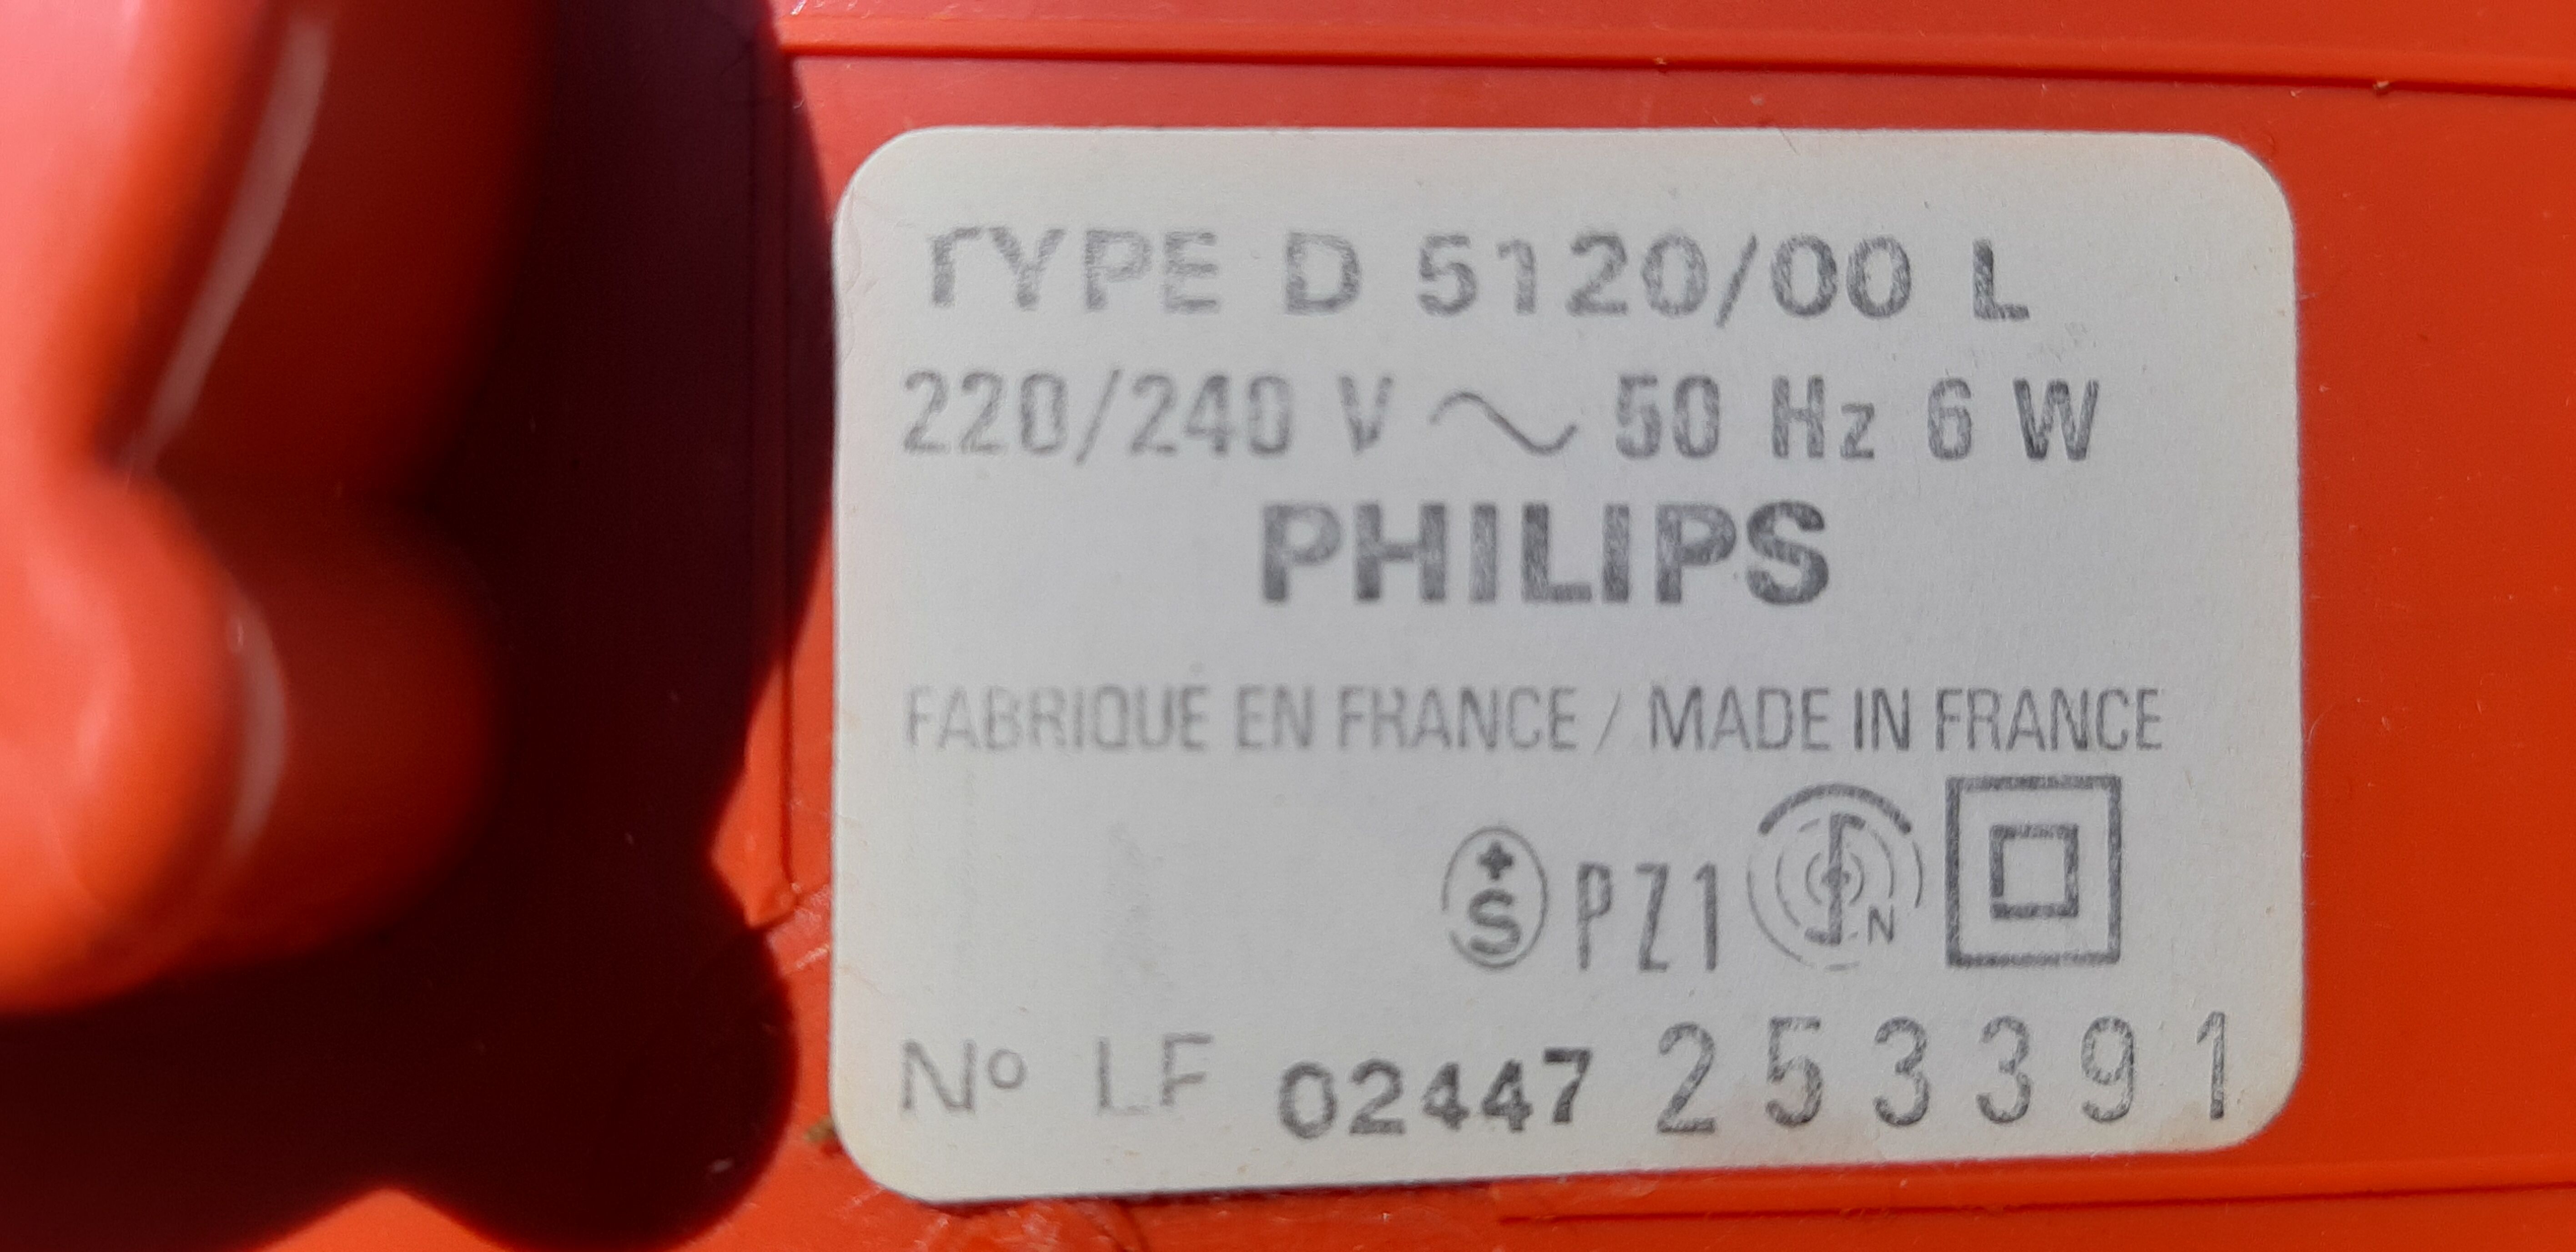 TYPE D 5120/00 L
220/240 V ~ 50 Hz 6 W
PHILIPS
FABRIQUÉ EN FRANCE / MADE IN FRANCE
+S PZ1 N
Nº LF 02447 253391